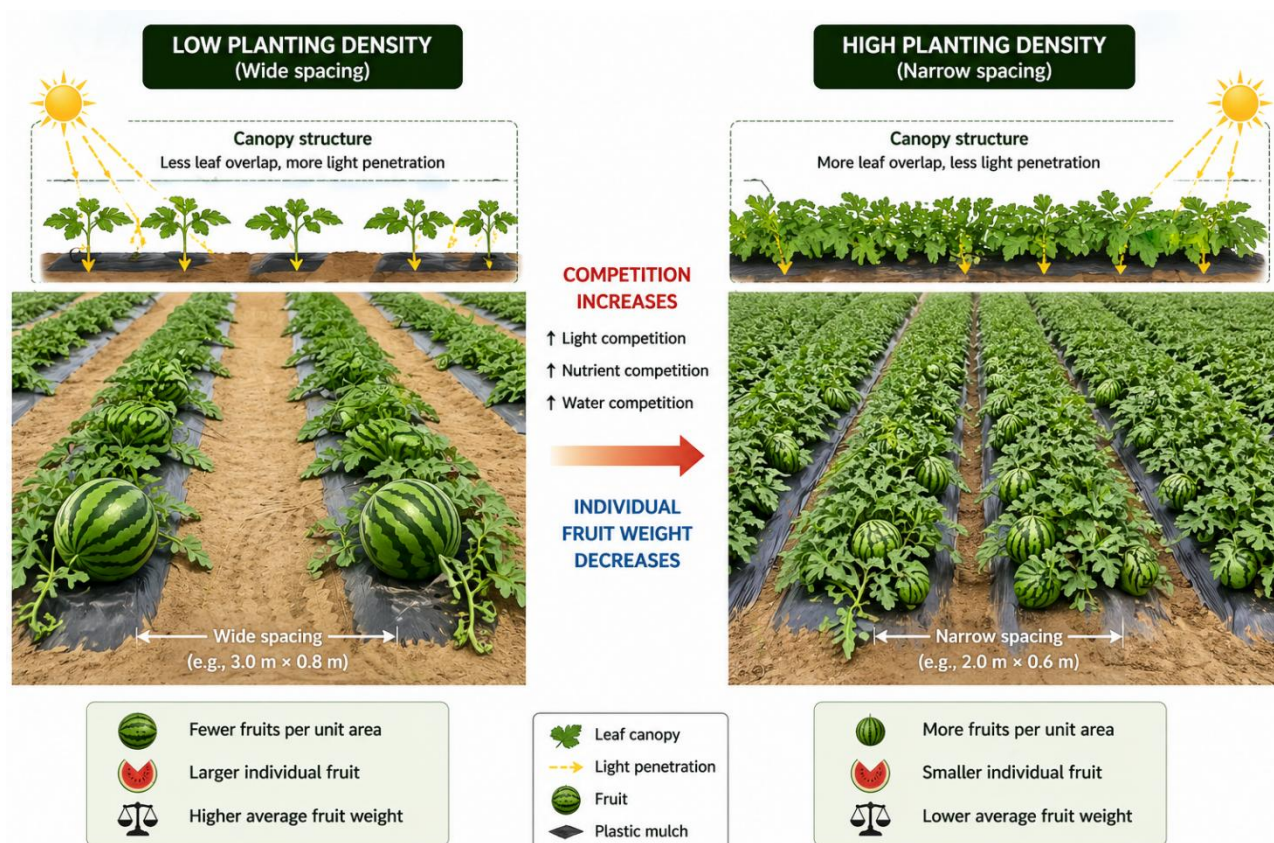 LOW PLANTING DENSITY
(Wide spacing)
Canopy structure
Less leaf overlap, more light penetration
Wide spacing
(e.g., 3.0 m × 0.8 m)
Fewer fruits per unit area
Larger individual fruit
Higher average fruit weight
COMPETITION
INCREASES
↑ Light competition
↑ Nutrient competition
↑ Water competition
INDIVIDUAL
FRUIT WEIGHT
DECREASES
Leaf canopy
Light penetration
Fruit
Plastic mulch
HIGH PLANTING DENSITY
(Narrow spacing)
Canopy structure
More leaf overlap, less light penetration
Narrow spacing
(e.g., 2.0 m × 0.6 m)
More fruits per unit area
Smaller individual fruit
Lower average fruit weight